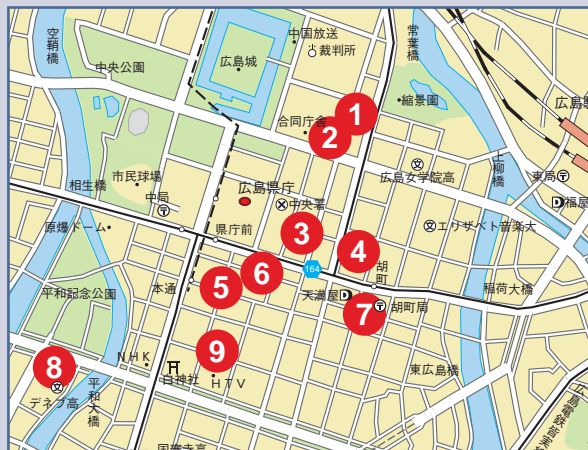 空鞘橋
中国放送
裁判所
常葉橋
広島城
中央公園
合同庁舎
縮景園
1
2
広島
市民球場
相生橋
中局
広島県庁
中央署
広島女学院高
上柳橋
東局
福屋
エリザベト音楽大
原爆ドーム
県庁前
3
4
胡町
164
5
6
本通
平和記念公園
天満屋
7
胡町局
稲荷大橋
8
NHK
9
白神社
HTV
東広島橋
デネブ高
平和大橋
国泰寺高